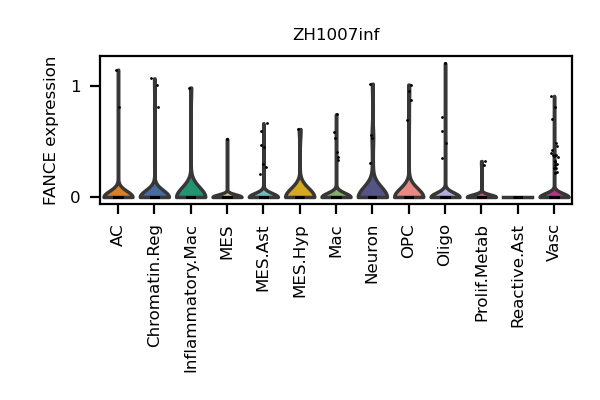 ZH1007inf
FANCE expression
1
0
AC
Chromatin.Reg
Inflammatory.Mac
MES
MES.Ast
MES.Hyp
Mac
Neuron
OPC
Oligo
Prolif.Metab
Reactive.Ast
Vasc